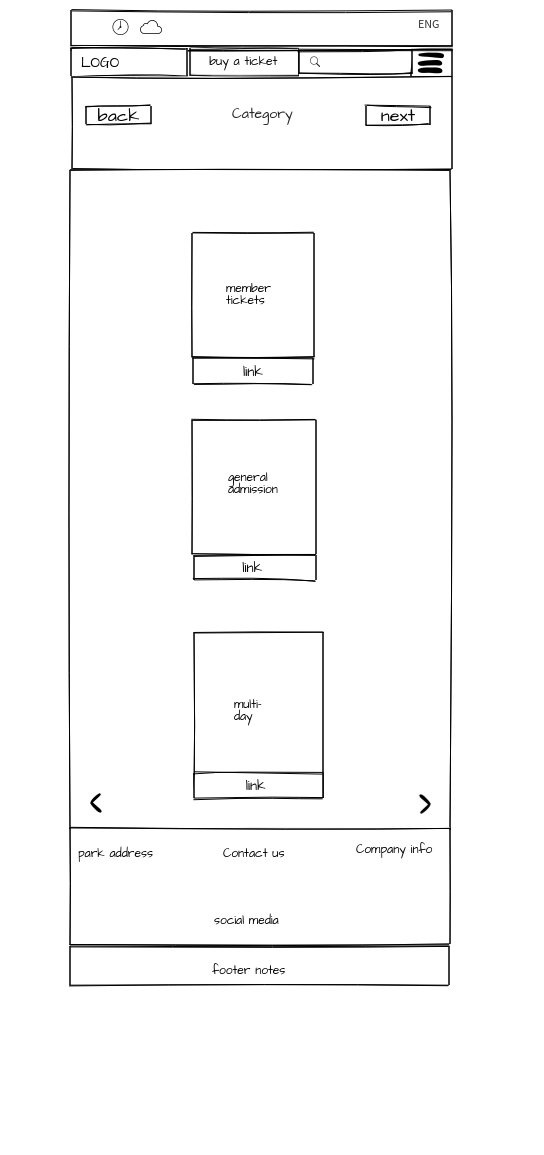 ENG
LOGO
buy a ticket
back
Category
next
member
tickets
link
general
admission
link
multi-
day
link
park address
Contact us
Company info
social media
footer notes